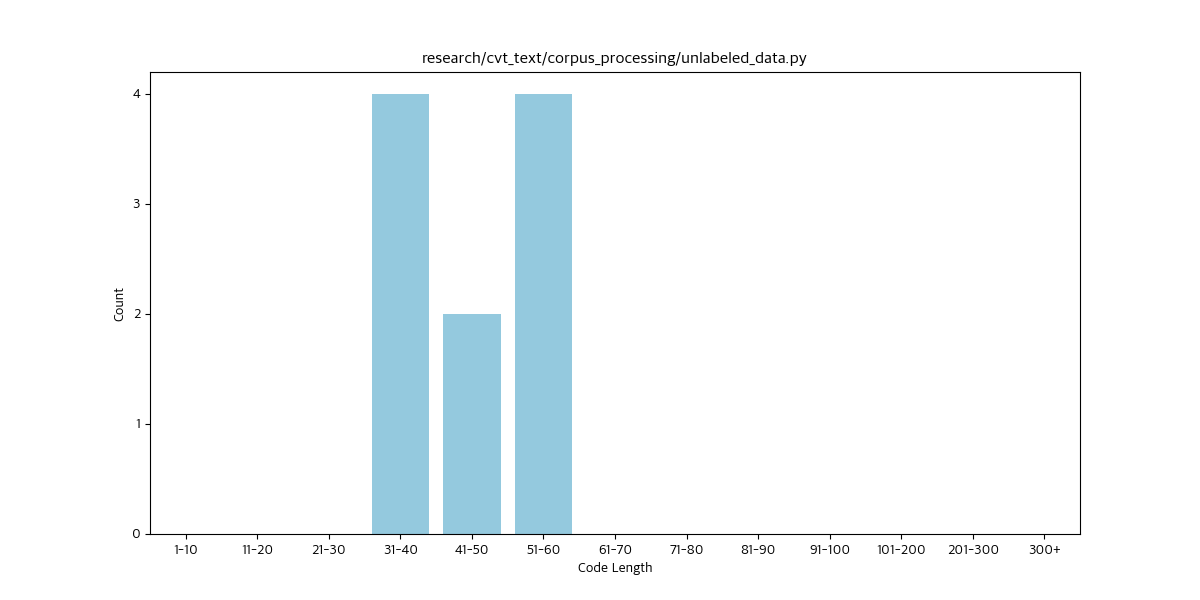 research/cvt_text/corpus_processing/unlabeled_data.py
4
3
2
1
0
Count
1-10 11-20 21-30 31-40 41-50 51-60 61-70 71-80 81-90 91-100 101-200 201-300 300+
Code Length